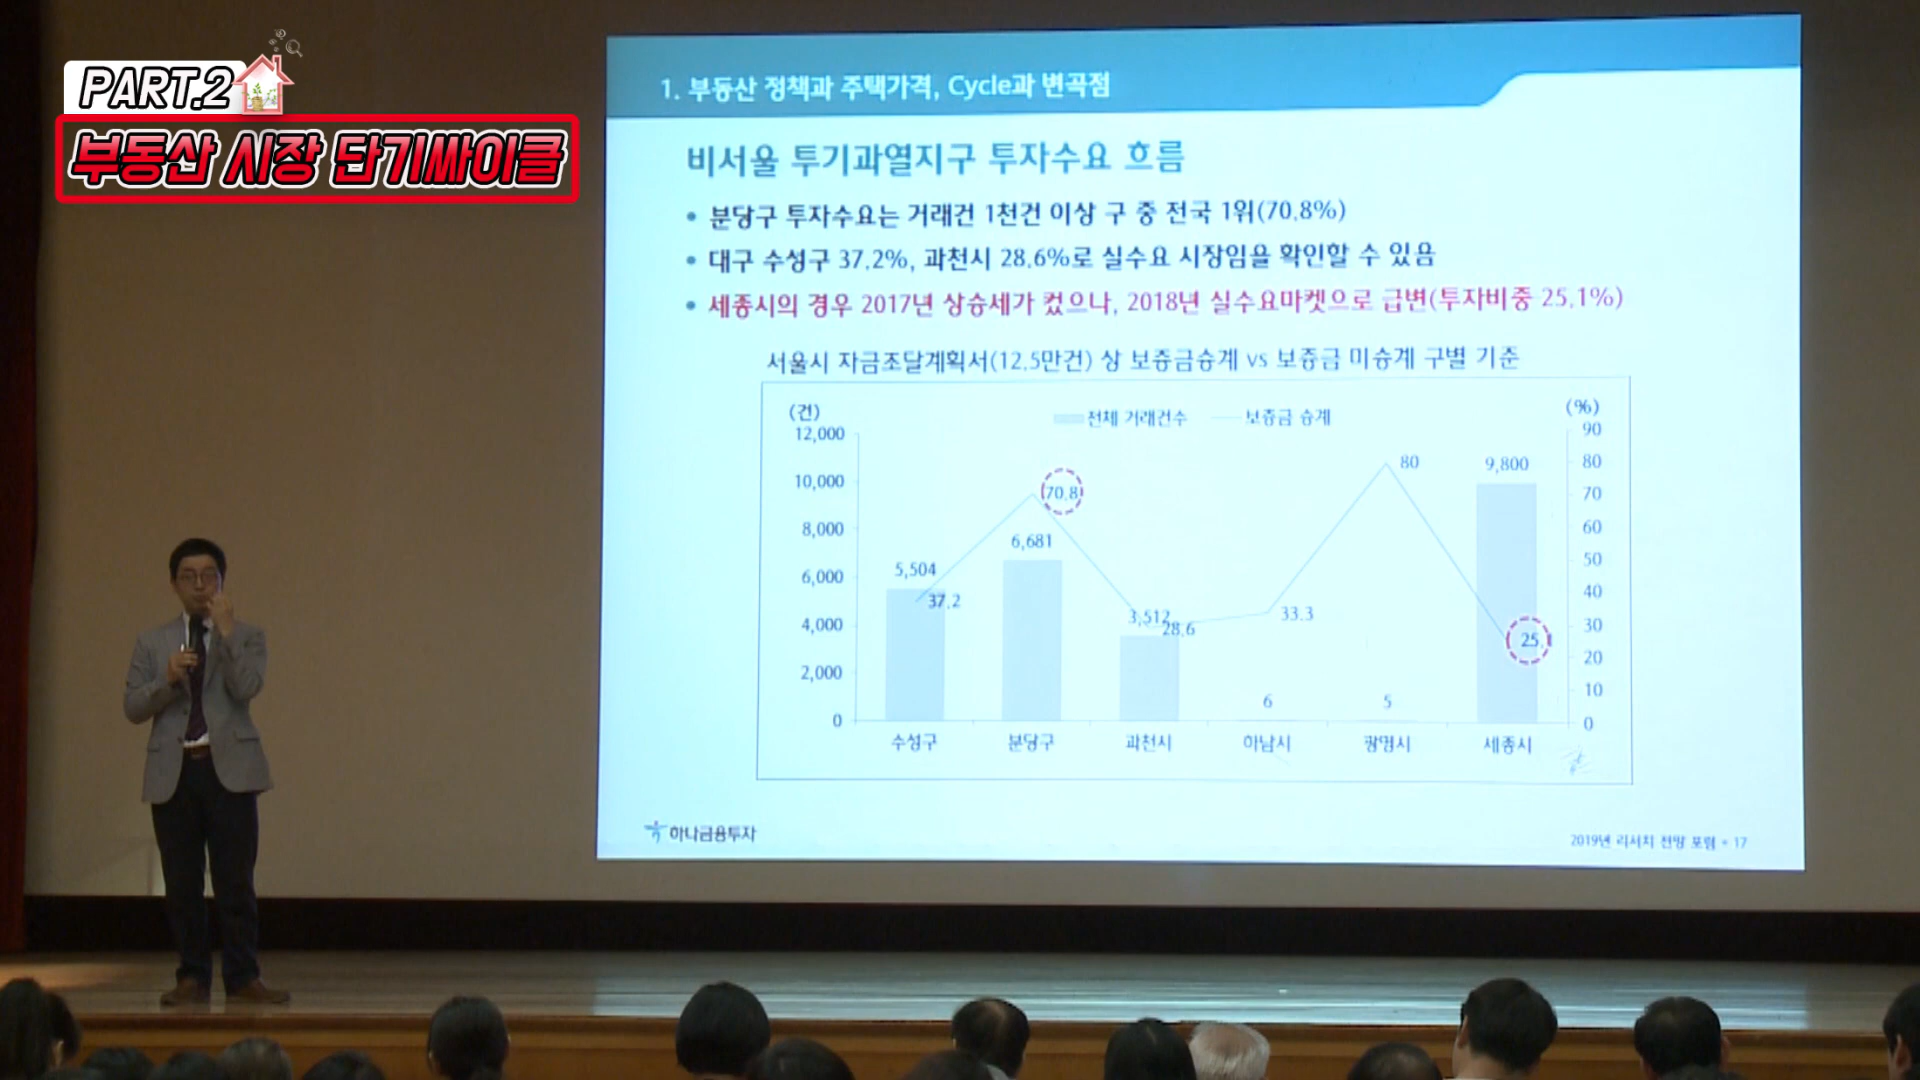 PART.2
부동산 시장 단기싸이클
1. 부동산 정책과 주택가격, Cycle과 변곡점
비서울 투기과열지구 투자수요 흐름
• 분당구 투자수요는 거래건 1천건 이상 구 중 전국 1위(70.8%)
• 대구 수성구 37.2%, 과천시 28.6%로 실수요 시장임을 확인할 수 있음
• 세종시의 경우 2017년 상승세가 컸으나, 2018년 실수요마켓으로 급변(투자비중 25.1%)
서울시 자금조달계획서(12.5만건) 상 보증금승계 vs 보증금 미승계 구별 기준
(건) 전체 거래건수 보증금 승계 (%)
12,000 90
10,000 80
8,000 70
6,000 60
4,000 50
2,000 40
0 30
20
10
0
5,504 6,681 3,512 6 5 9,800
37.2 70.8 28.6 33.3 80 25.
수성구 분당구 과천시 하남시 광명시 세종시
하나금융투자
2019년 리서치 전망 포럼 • 17